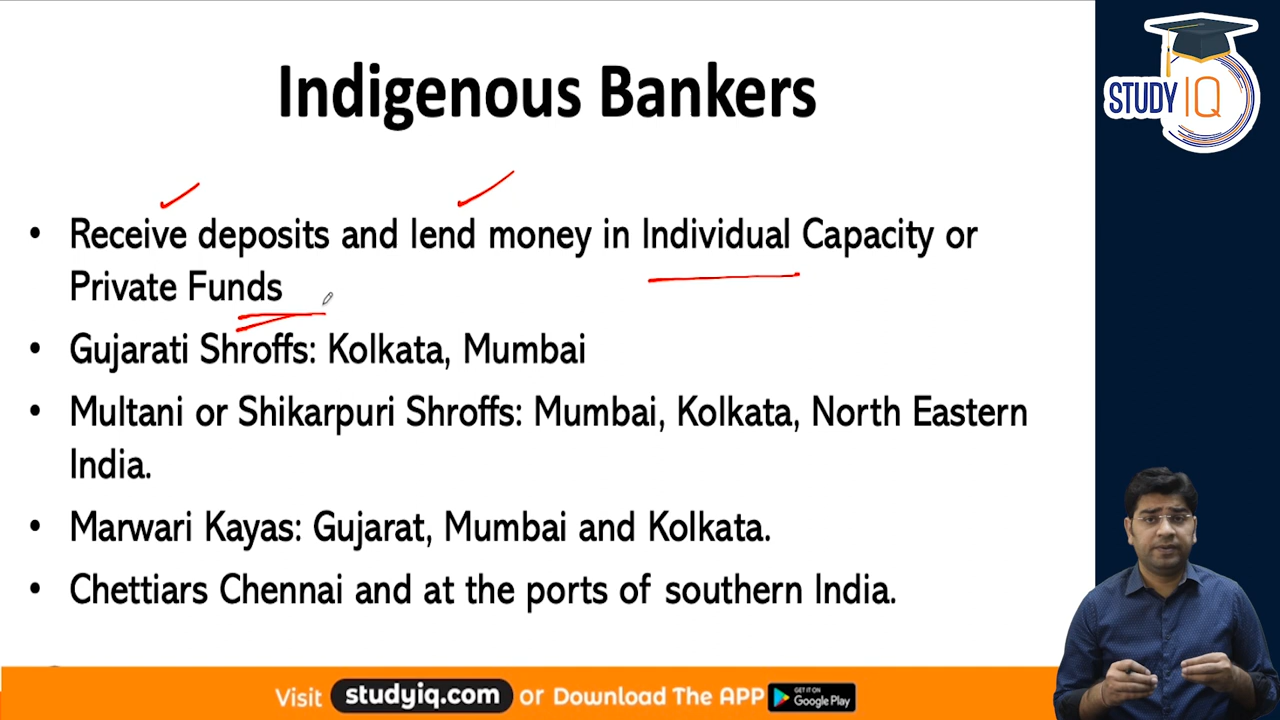 Indigenous Bankers
STUDY IQ
• Receive deposits and lend money in Individual Capacity or
Private Funds
• Gujarati Shroffs: Kolkata, Mumbai
• Multani or Shikarpuri Shroffs: Mumbai, Kolkata, North Eastern
India.
• Marwari Kayas: Gujarat, Mumbai and Kolkata.
• Chettiars Chennai and at the ports of southern India.
Visit studyiq.com or Download The APP GET IT ON Google Play